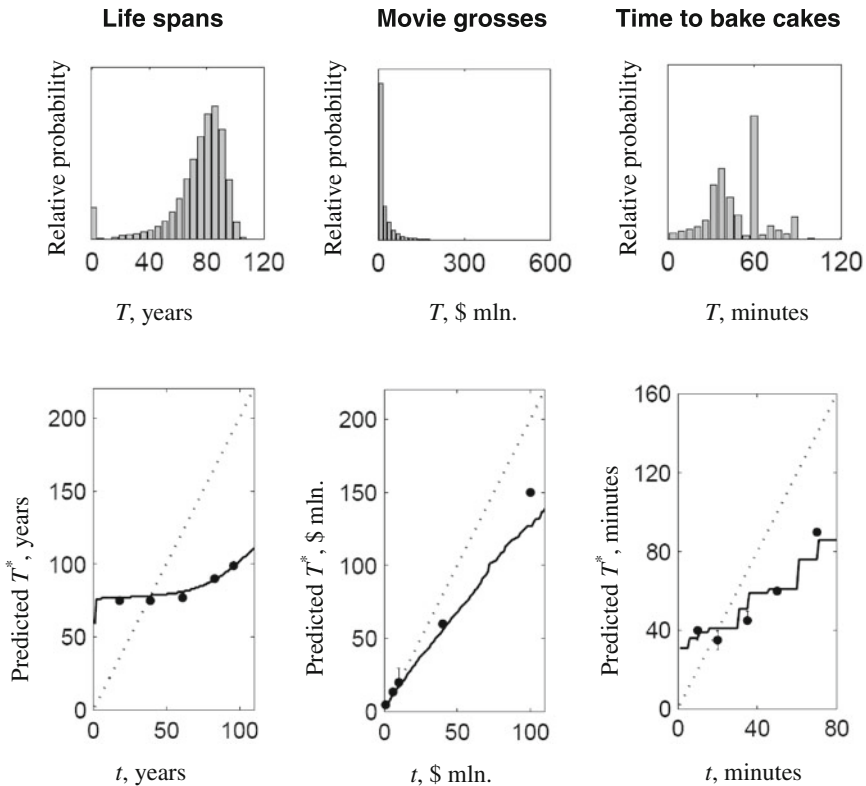 Life spans
Movie grosses
Time to bake cakes
Relative probability
0 40 80 120
T, years
Relative probability
0 300 600
T, $ mln.
Relative probability
0 60 120
T, minutes
Predicted T*, years
200
150
100
50
0
0 50 100
t, years
Predicted T*, $ mln.
200
150
100
50
0
0 50 100
t, $ mln.
Predicted T*, minutes
160
120
80
40
0
0 40 80
t, minutes